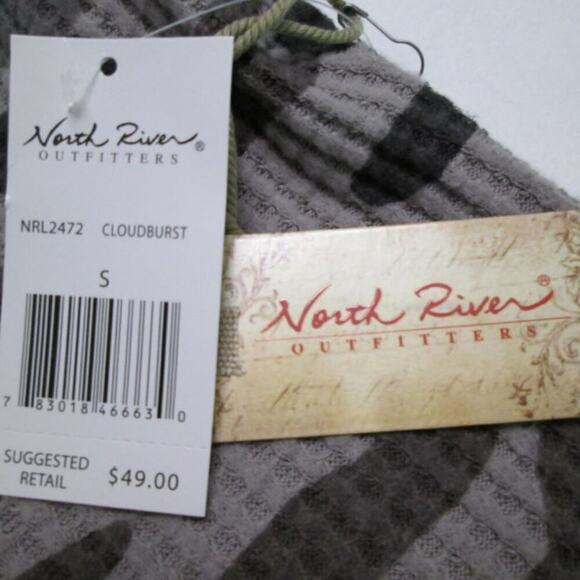 North River®
OUTFITTERS
NRL2472 CLOUDBURST
S
7 83018 46663 0
SUGGESTED
RETAIL $49.00
North River®
OUTFITTERS